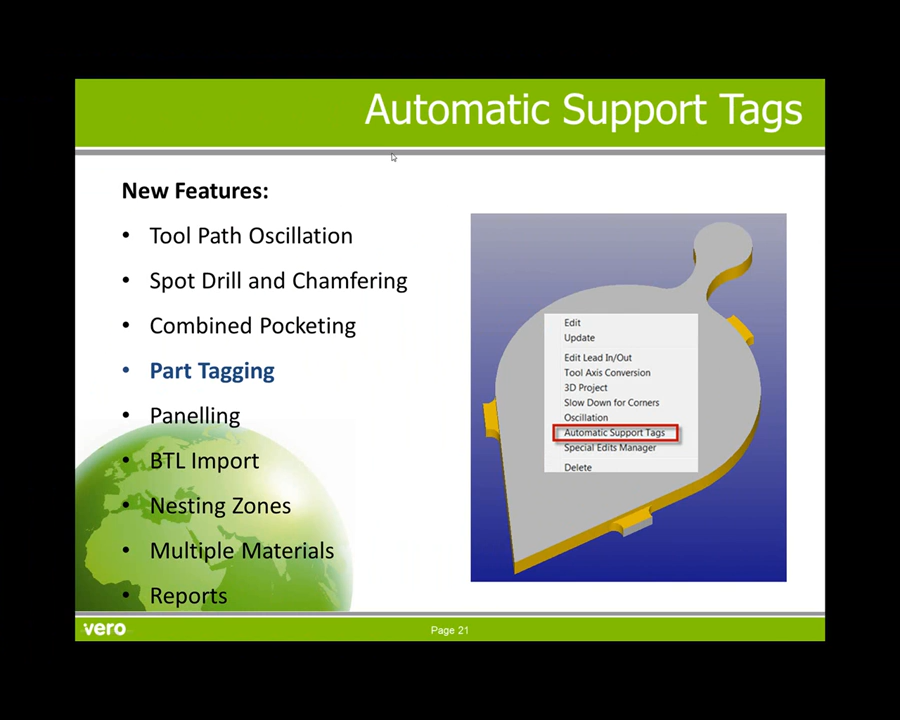 Automatic Support Tags
New Features:
• Tool Path Oscillation
• Spot Drill and Chamfering
• Combined Pocketing
• Part Tagging
• Panelling
• BTL Import
• Nesting Zones
• Multiple Materials
• Reports
Edit
Update
Edit Lead In/Out
Tool Axis Conversion
3D Project
Slow Down for Corners
Oscillation
Automatic Support Tags
Special Edits Manager
Delete
vero
Page 21